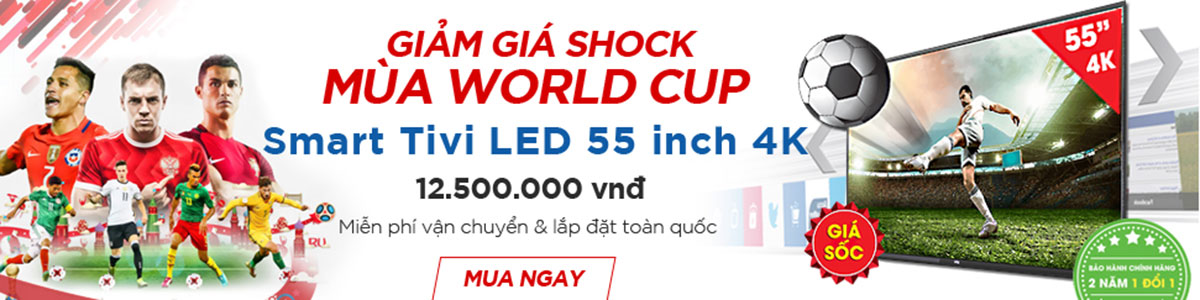 GIẢM GIÁ SHOCK
MÙA WORLD CUP
Smart Tivi LED 55 inch 4K
12.500.000 vnđ
Miễn phí vận chuyển & lắp đặt toàn quốc
MUA NGAY
55”
4K
GIÁ
SỐC
BẢO HÀNH CHÍNH HÃNG
2 NĂM 1 ĐỔI 1
7
11